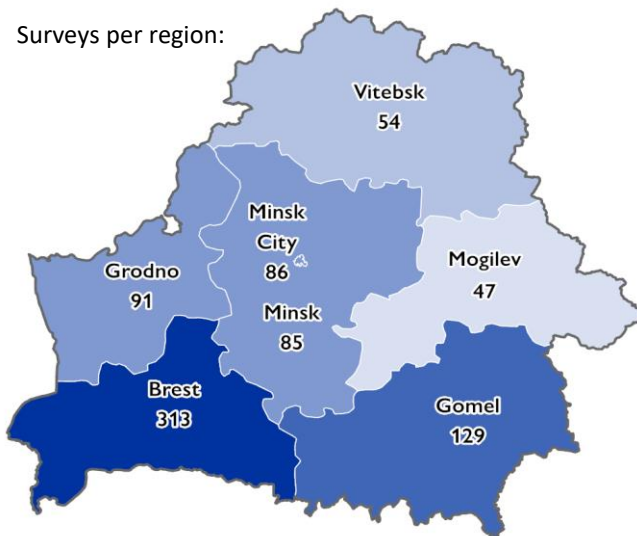 Surveys per region:
Vitebsk
54
Minsk
City
86
Mogilev
47
Grodno
91
Minsk
85
Brest
313
Gomel
129